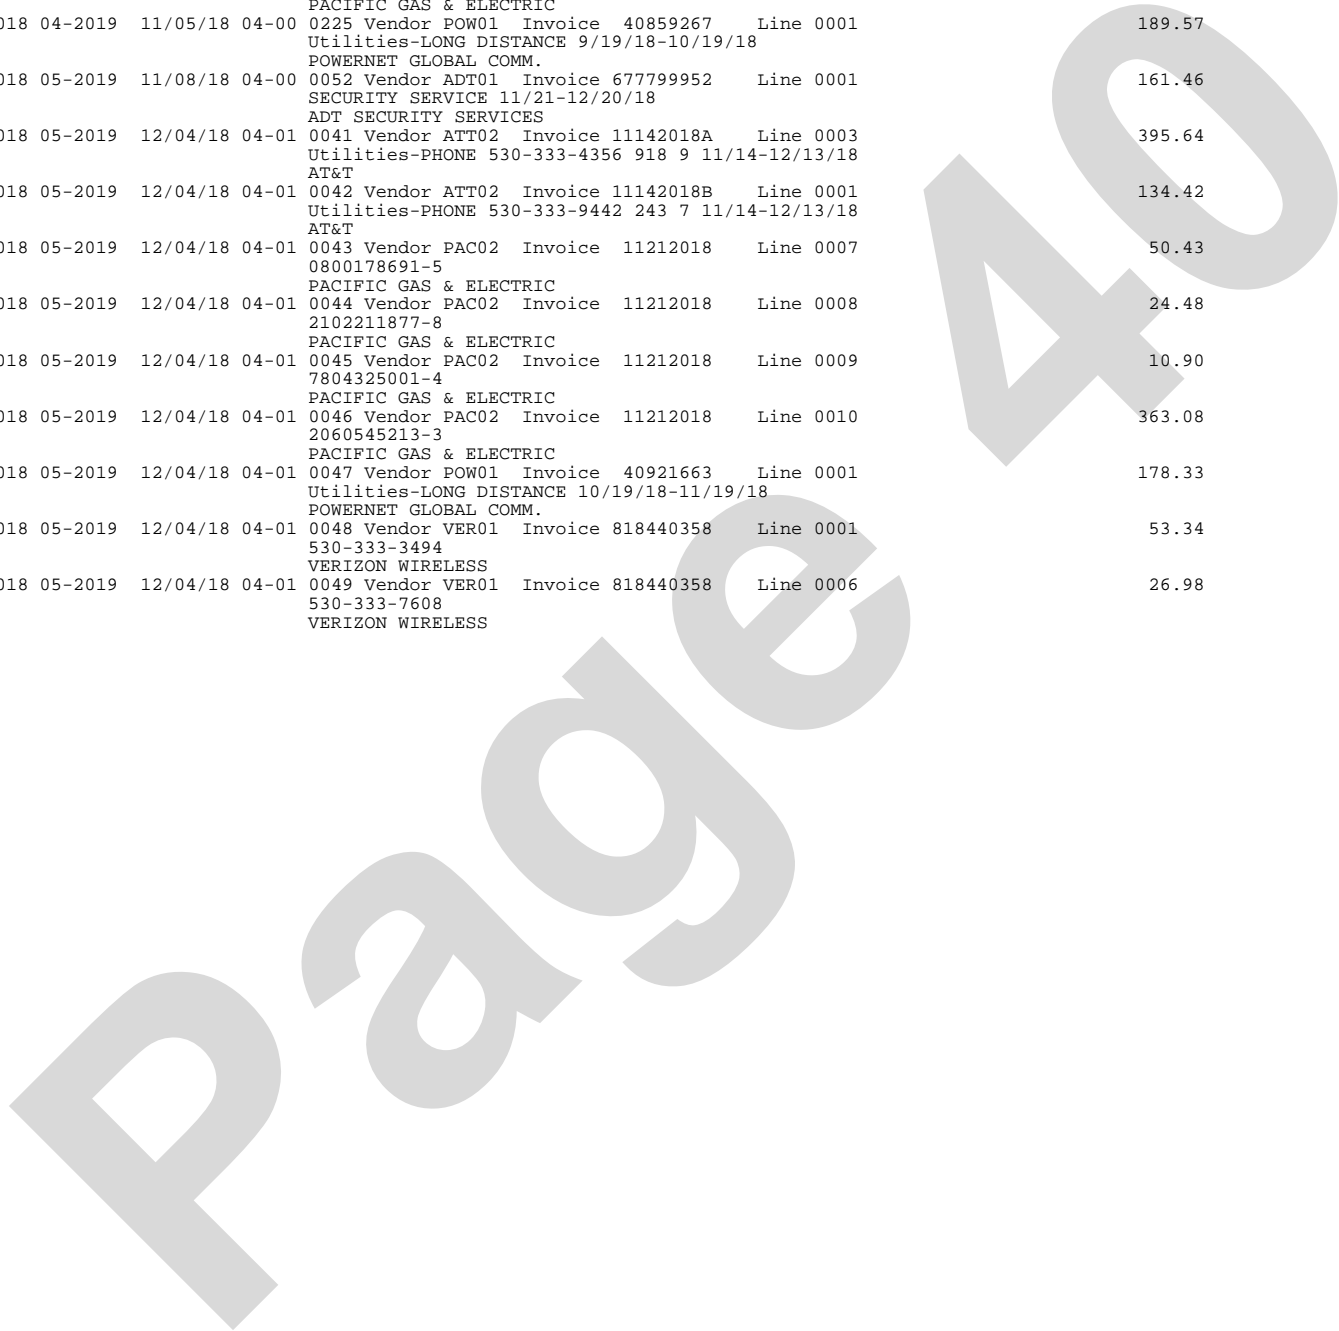 PACIFIC GAS & ELECTRIC
018 04-2019 11/05/18 04-00 0225 Vendor POW01 Invoice 40859267 Line 0001 189.57
Utilities-LONG DISTANCE 9/19/18-10/19/18
POWERNET GLOBAL COMM.
018 05-2019 11/08/18 04-00 0052 Vendor ADT01 Invoice 677799952 Line 0001 161.46
SECURITY SERVICE 11/21-12/20/18
ADT SECURITY SERVICES
018 05-2019 12/04/18 04-01 0041 Vendor ATT02 Invoice 11142018A Line 0003 395.64
Utilities-PHONE 530-333-4356 918 9 11/14-12/13/18
AT&T
018 05-2019 12/04/18 04-01 0042 Vendor ATT02 Invoice 11142018B Line 0001 134.42
Utilities-PHONE 530-333-9442 243 7 11/14-12/13/18
AT&T
018 05-2019 12/04/18 04-01 0043 Vendor PAC02 Invoice 11212018 Line 0007 50.43
0800178691-5
PACIFIC GAS & ELECTRIC
018 05-2019 12/04/18 04-01 0044 Vendor PAC02 Invoice 11212018 Line 0008 24.48
2102211877-8
PACIFIC GAS & ELECTRIC
018 05-2019 12/04/18 04-01 0045 Vendor PAC02 Invoice 11212018 Line 0009 10.90
7804325001-4
PACIFIC GAS & ELECTRIC
018 05-2019 12/04/18 04-01 0046 Vendor PAC02 Invoice 11212018 Line 0010 363.08
2060545213-3
PACIFIC GAS & ELECTRIC
018 05-2019 12/04/18 04-01 0047 Vendor POW01 Invoice 40921663 Line 0001 178.33
Utilities-LONG DISTANCE 10/19/18-11/19/18
POWERNET GLOBAL COMM.
018 05-2019 12/04/18 04-01 0048 Vendor VER01 Invoice 818440358 Line 0001 53.34
530-333-3494
VERIZON WIRELESS
018 05-2019 12/04/18 04-01 0049 Vendor VER01 Invoice 818440358 Line 0006 26.98
530-333-7608
VERIZON WIRELESS
Page 40